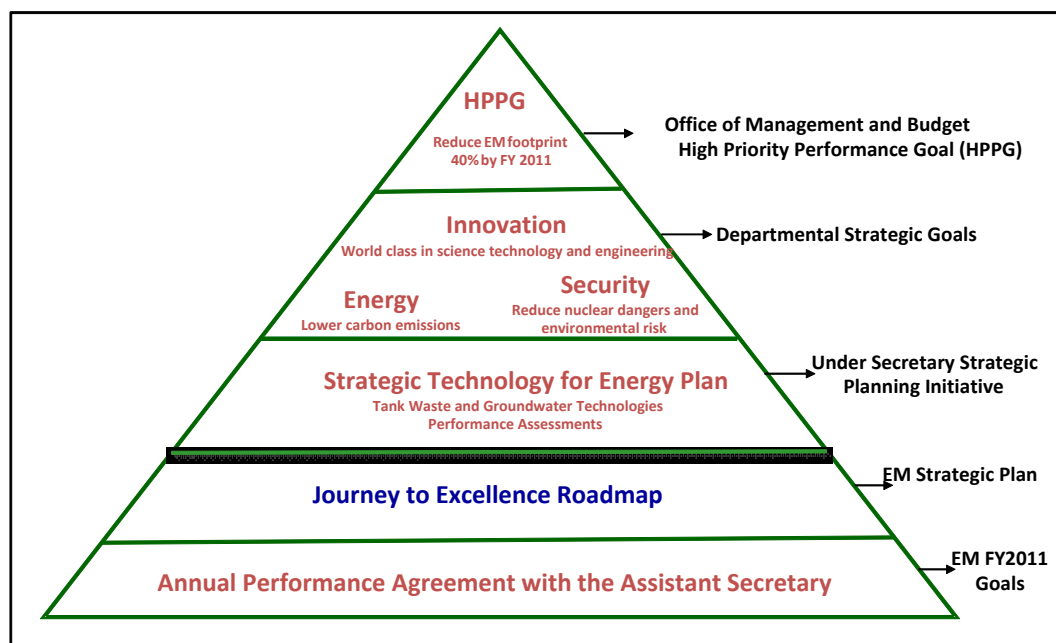 HPPG
Reduce EM footprint
40% by FY 2011
Office of Management and Budget
High Priority Performance Goal (HPPG)
Innovation
World class in science technology and engineering
Departmental Strategic Goals
Energy
Lower carbon emissions
Security
Reduce nuclear dangers and
environmental risk
Strategic Technology for Energy Plan
Tank Waste and Groundwater Technologies
Performance Assessments
Under Secretary Strategic
Planning Initiative
Journey to Excellence Roadmap
EM Strategic Plan
Annual Performance Agreement with the Assistant Secretary
EM FY2011
Goals